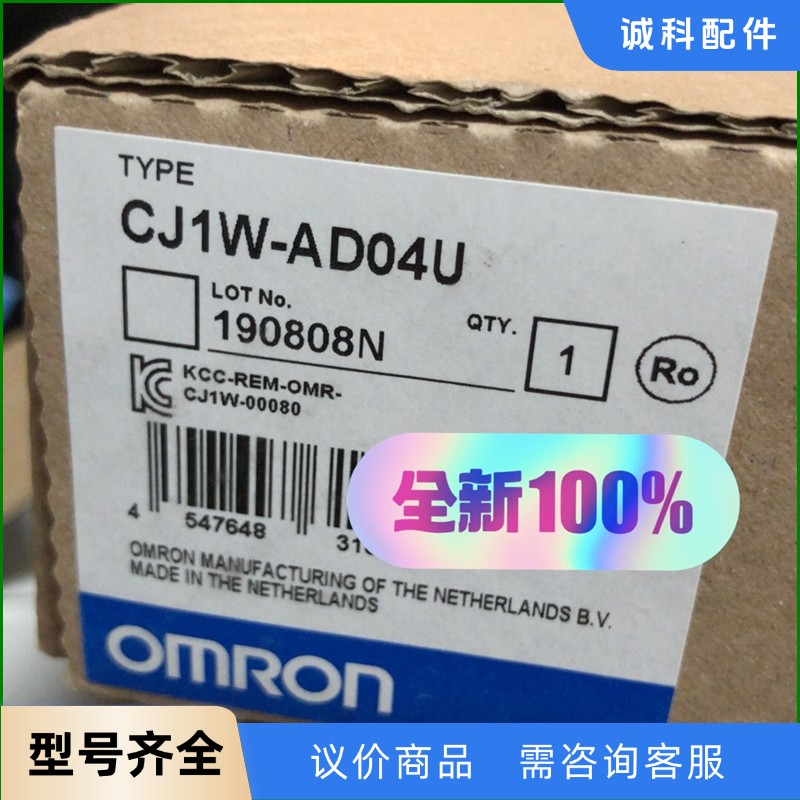 诚科配件
TYPE
CJ1W-AD04U
LOT No.
190808N
QTY.
1
Ro
KCC-REM-OMR-
CJ1W-00080
全新100%
4 547648
OMRON MANUFACTURING OF THE NETHERLANDS B.V.
MADE IN THE NETHERLANDS
OMRON
型号齐全
议价商品 需咨询客服